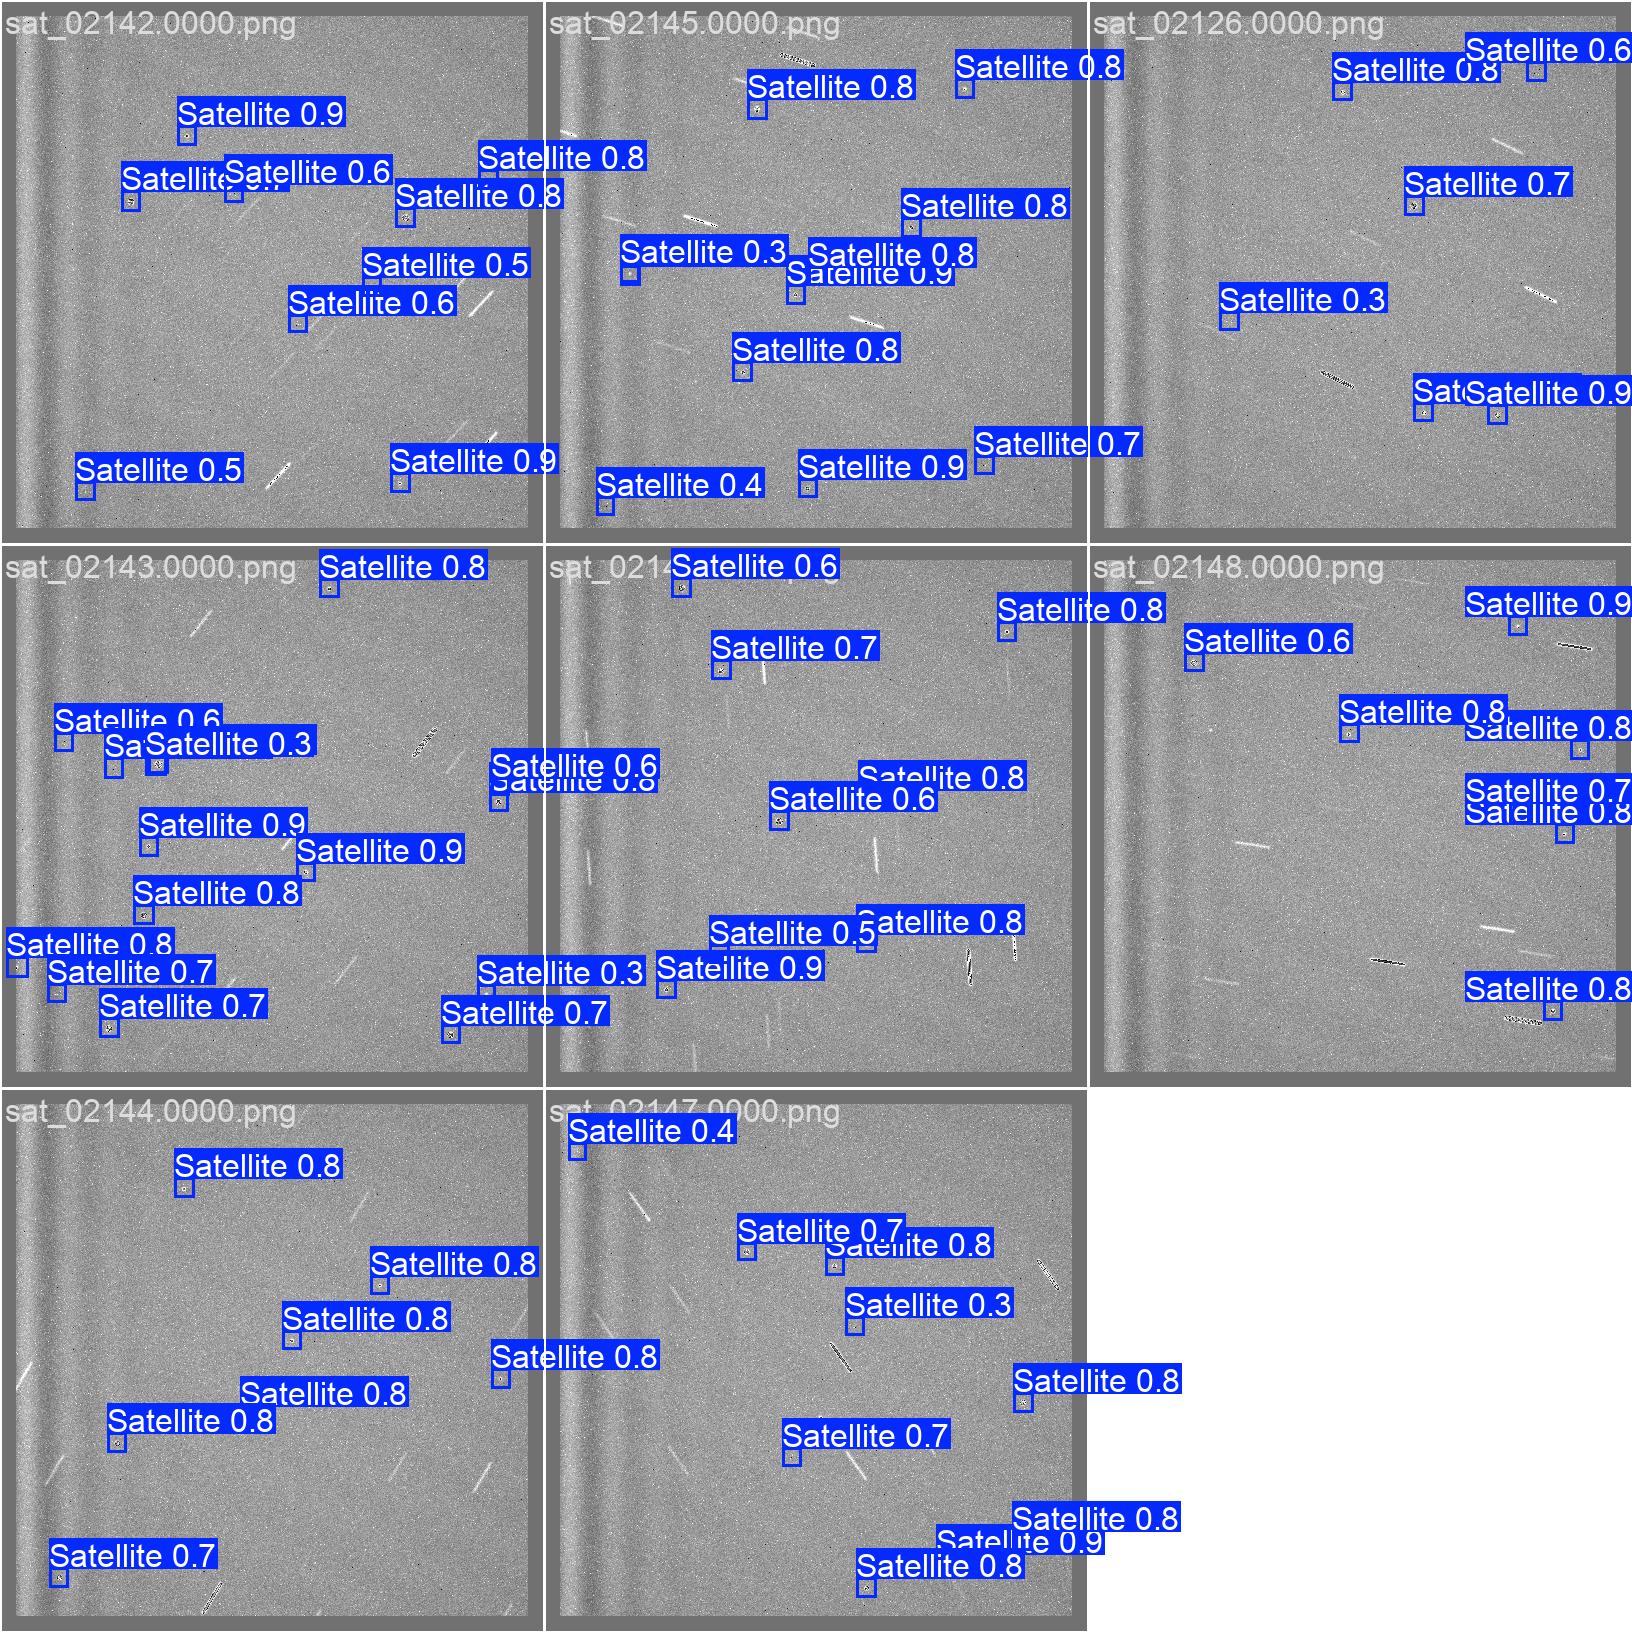 sat_02142.0000.png
Satellite 0.9
Satellite 0.7
Satellite 0.6
Satellite 0.8
Satellite 0.8
Satellite 0.5
Satellite 0.6
Satellite 0.5
Satellite 0.9
sat_02145.0000.png
Satellite 0.8
Satellite 0.8
Satellite 0.8
Satellite 0.3
Satellite 0.8
Satellite 0.9
Satellite 0.8
Satellite 0.7
Satellite 0.9
Satellite 0.4
sat_02126.0000.png
Satellite 0.6
Satellite 0.8
Satellite 0.7
Satellite 0.3
Satellite 0.9
sat_02143.0000.png
Satellite 0.8
Satellite 0.6
Satellite 0.3
Satellite 0.6
Satellite 0.8
Satellite 0.9
Satellite 0.9
Satellite 0.8
Satellite 0.8
Satellite 0.7
Satellite 0.7
Satellite 0.3
Satellite 0.7
Satellite 0.6
Satellite 0.8
Satellite 0.7
Satellite 0.8
Satellite 0.6
Satellite 0.8
Satellite 0.5
Satellite 0.9
sat_02148.0000.png
Satellite 0.9
Satellite 0.6
Satellite 0.8
Satellite 0.8
Satellite 0.7
Satellite 0.8
Satellite 0.8
sat_02144.0000.png
Satellite 0.8
Satellite 0.8
Satellite 0.8
Satellite 0.8
Satellite 0.8
Satellite 0.8
Satellite 0.7
sat_02147.0000.png
Satellite 0.4
Satellite 0.7
Satellite 0.8
Satellite 0.3
Satellite 0.8
Satellite 0.7
Satellite 0.8
Satellite 0.9
Satellite 0.8